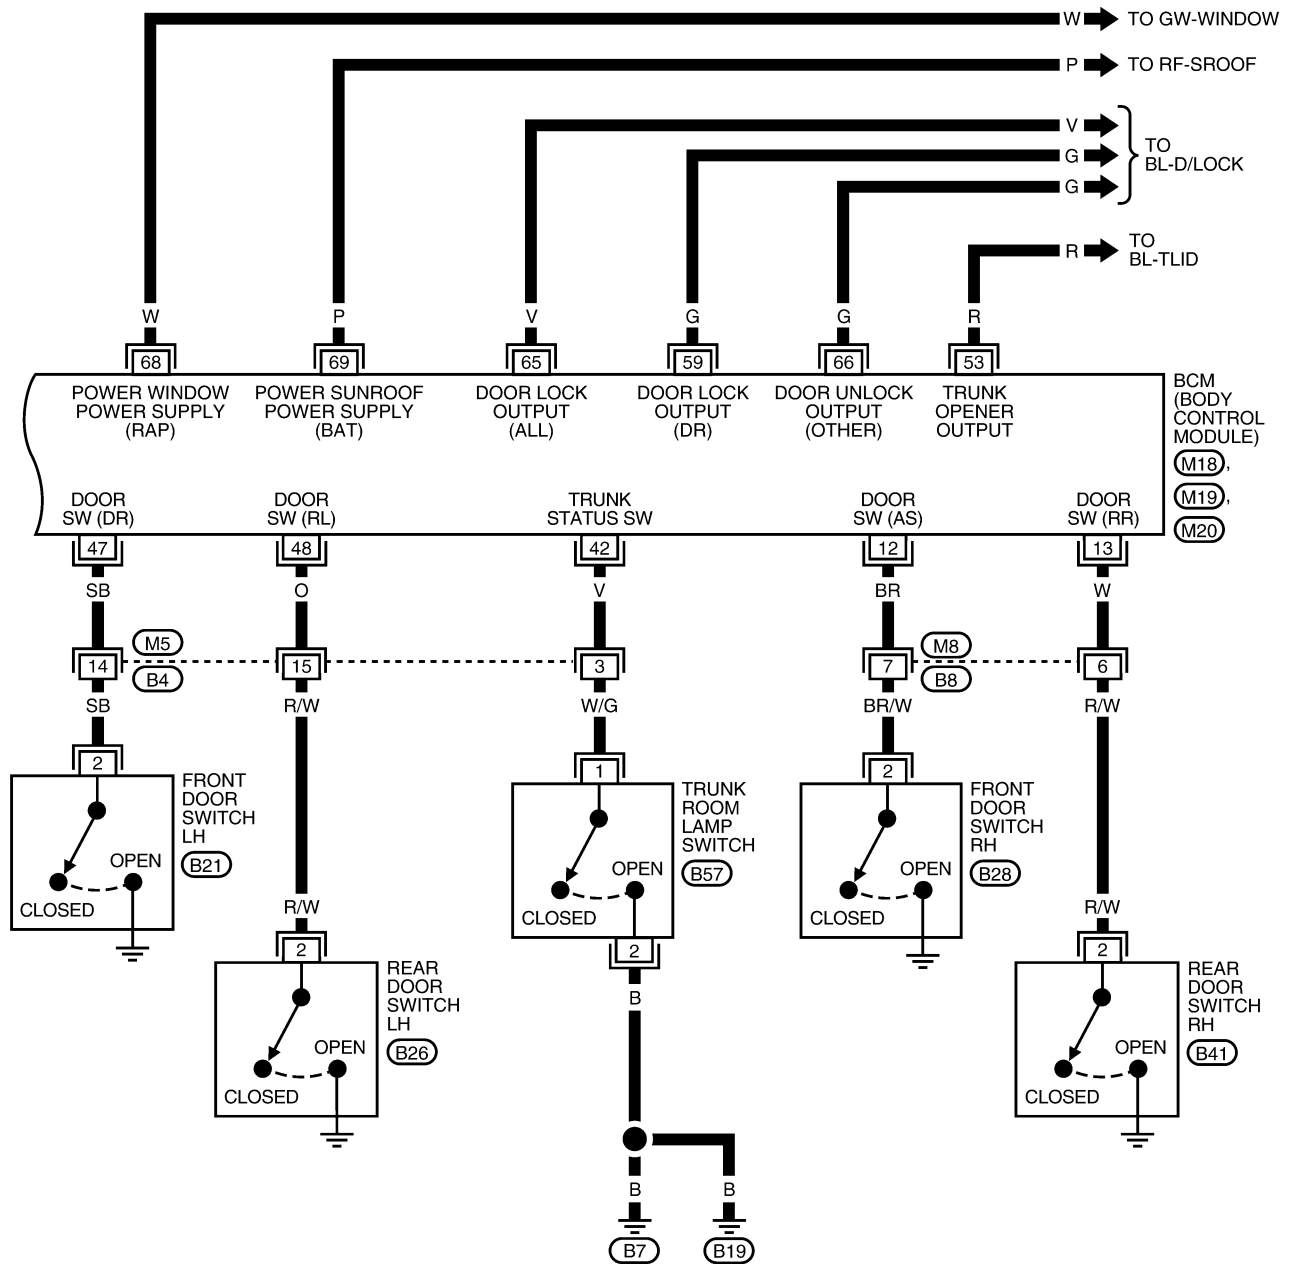 W TO GW-WINDOW
P TO RF-SROOF
V
G
G
TO
BL-D/LOCK
R
TO
BL-TLID
W P V G G R
68 69 65 59 66 53
POWER WINDOW
POWER SUPPLY
(RAP)
POWER SUNROOF
POWER SUPPLY
(BAT)
DOOR LOCK
OUTPUT
(ALL)
DOOR LOCK
OUTPUT
(DR)
DOOR UNLOCK
OUTPUT
(OTHER)
TRUNK
OPENER
OUTPUT
BCM
(BODY
CONTROL
MODULE)
M18,
M19,
M20
DOOR
SW (DR)
DOOR
SW (RL)
TRUNK
STATUS SW
DOOR
SW (AS)
DOOR
SW (RR)
47 48 42 12 13
SB O V BR W
M5
M8
14 15 3 7 6
B4
B8
SB R/W W/G BR/W R/W
2
FRONT
DOOR
SWITCH
LH
B21
OPEN
CLOSED
1
TRUNK
ROOM
LAMP
SWITCH
B57
OPEN
CLOSED
2
2
FRONT
DOOR
SWITCH
RH
B28
OPEN
CLOSED
R/W
2
REAR
DOOR
SWITCH
LH
B26
OPEN
CLOSED
R/W
2
REAR
DOOR
SWITCH
RH
B41
OPEN
CLOSED
B
B B
B7 B19